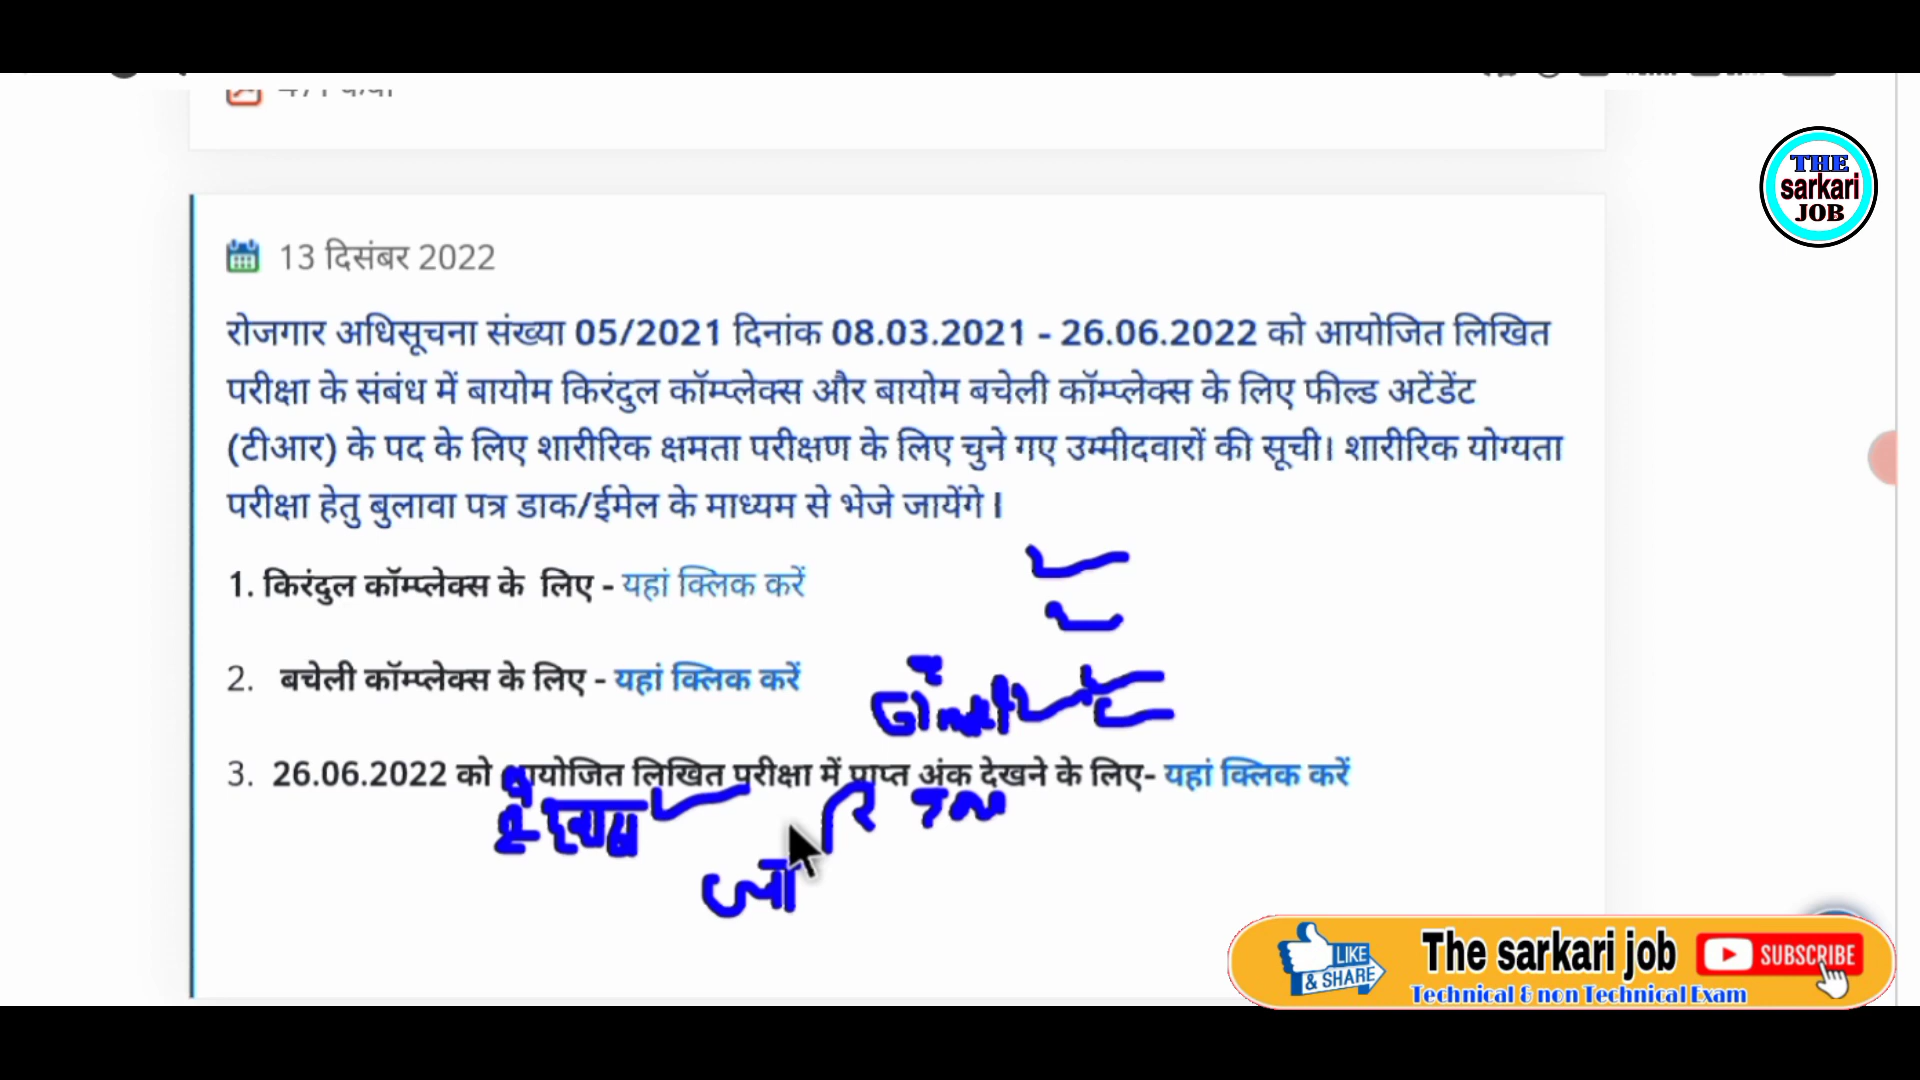 THE
sarkari
JOB
13 दिसंबर 2022
रोजगार अधिसूचना संख्या 05/2021 दिनांक 08.03.2021 - 26.06.2022 को आयोजित लिखित
परीक्षा के संबंध में बायोम किरंदुल कॉम्प्लेक्स और बायोम बचेली कॉम्प्लेक्स के लिए फील्ड अटेंडेंट
(टीआर) के पद के लिए शारीरिक क्षमता परीक्षण के लिए चुने गए उम्मीदवारों की सूची। शारीरिक योग्यता
परीक्षा हेतु बुलावा पत्र डाक/ईमेल के माध्यम से भेजे जायेंगे।
1. किरंदुल कॉम्प्लेक्स के लिए - यहां क्लिक करें
2. बचेली कॉम्प्लेक्स के लिए - यहां क्लिक करें
3. 26.06.2022 को आयोजित लिखित परीक्षा में प्राप्त अंक देखने के लिए- यहां क्लिक करें
LIKE
& SHARE
The sarkari job
SUBSCRIBE
Technical & non Technical Exam